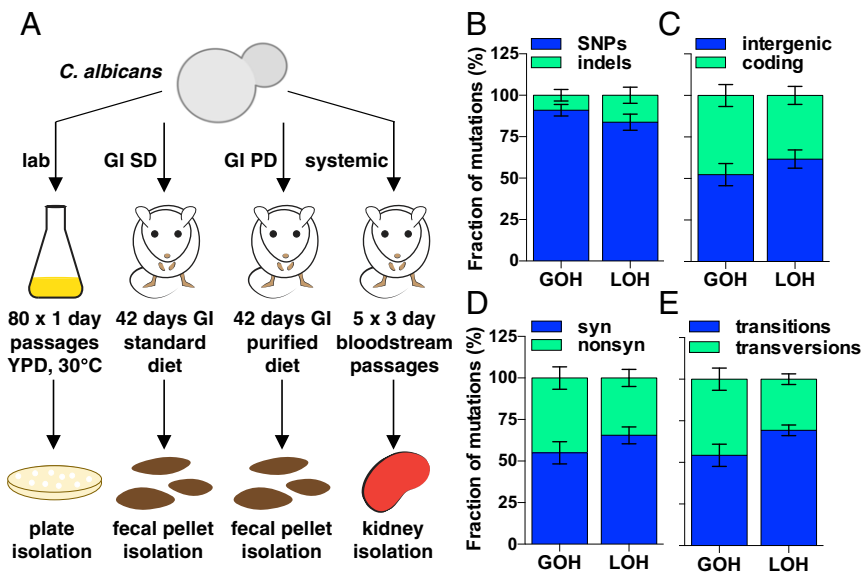 A
C. albicans
lab
GI SD
GI PD
systemic
80 x 1 day
passages
YPD, 30°C
42 days GI
standard
diet
42 days GI
purified
diet
5 x 3 day
bloodstream
passages
plate
isolation
fecal pellet
isolation
fecal pellet
isolation
kidney
isolation
B
SNPs
indels
Fraction of mutations (%)
125
100
75
50
25
0
GOH
LOH
C
intergenic
coding
GOH
LOH
D
syn
nonsyn
Fraction of mutations (%)
125
100
75
50
25
0
GOH
LOH
E
transitions
transversions
GOH
LOH